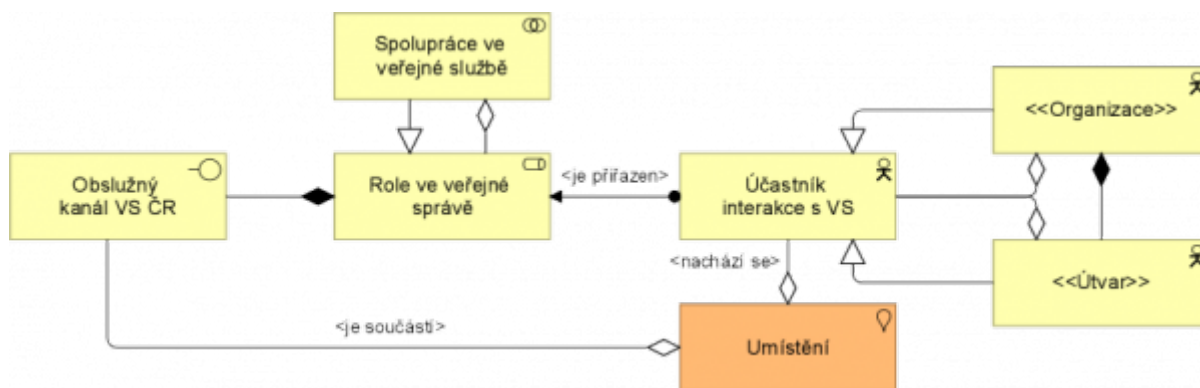 Spolupráce ve
veřejné službě
<<Organizace>>
Obslužný
kanál VS ČR
Role ve veřejné
správě
<je přiřazen>
Účastník
interakce s VS
<nachází se>
<<Útvar>>
<je součástí>
Umístění